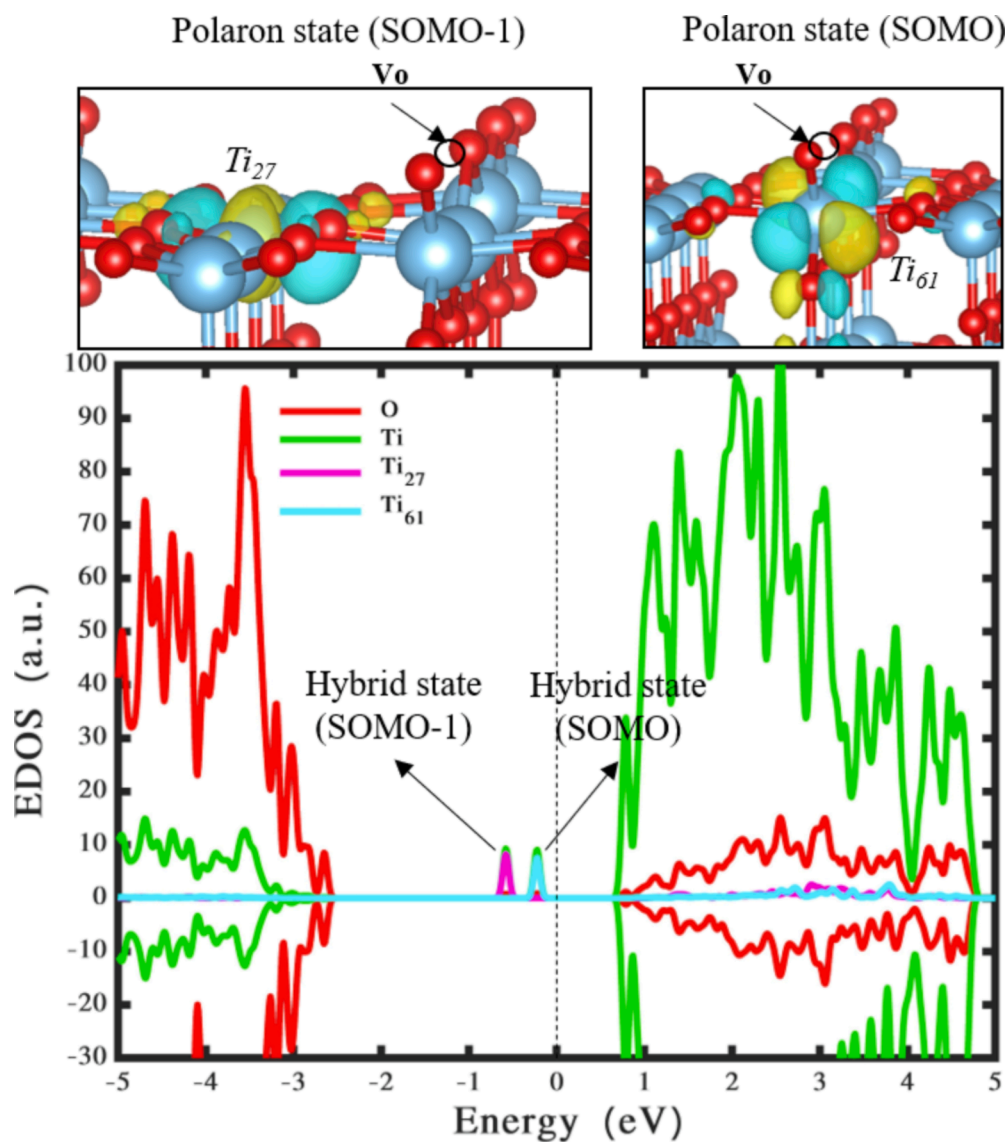 Polaron state (SOMO-1)
Polaron state (SOMO)
Vo
Vo
Ti27
Ti61
100
90
80
70
60
50
40
30
20
10
0
-10
-20
-30
EDOS (a.u.)
O
Ti
Ti27
Ti61
Hybrid state
(SOMO-1)
Hybrid state
(SOMO)
-5 -4 -3 -2 -1 0 1 2 3 4 5
Energy (eV)